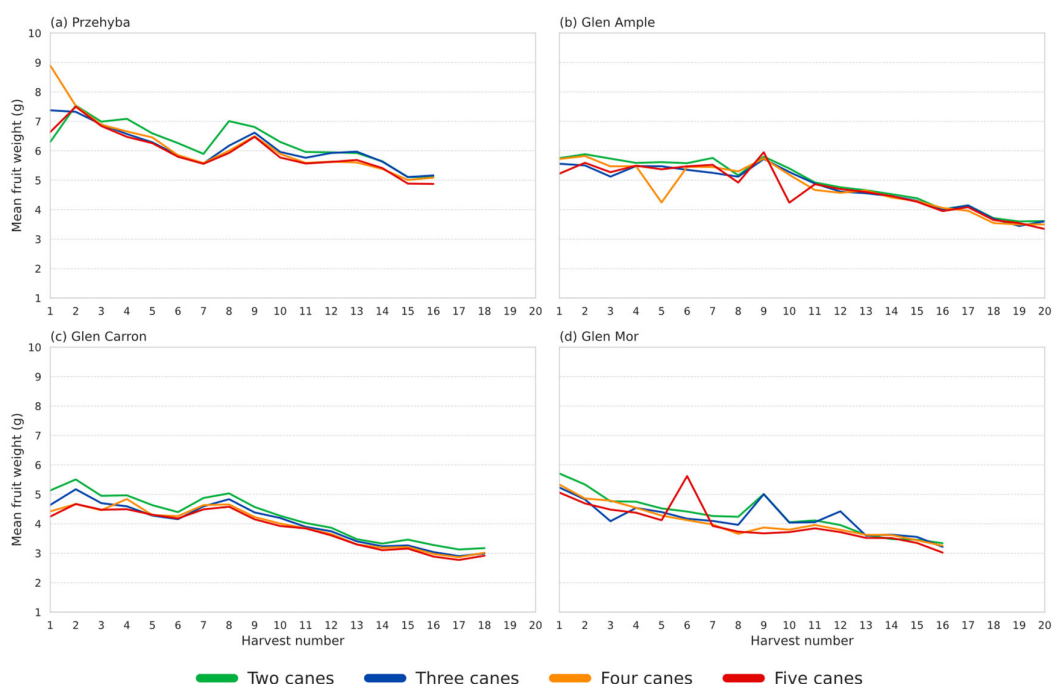 (a) Przehyba
(b) Glen Ample
Mean fruit weight (g)
10
9
8
7
6
5
4
3
2
1
1 2 3 4 5 6 7 8 9 10 11 12 13 14 15 16 17 18 19 20
1 2 3 4 5 6 7 8 9 10 11 12 13 14 15 16 17 18 19 20
(c) Glen Carron
(d) Glen Mor
Mean fruit weight (g)
10
9
8
7
6
5
4
3
2
1
1 2 3 4 5 6 7 8 9 10 11 12 13 14 15 16 17 18 19 20
1 2 3 4 5 6 7 8 9 10 11 12 13 14 15 16 17 18 19 20
Harvest number
Harvest number
Two canes
Three canes
Four canes
Five canes